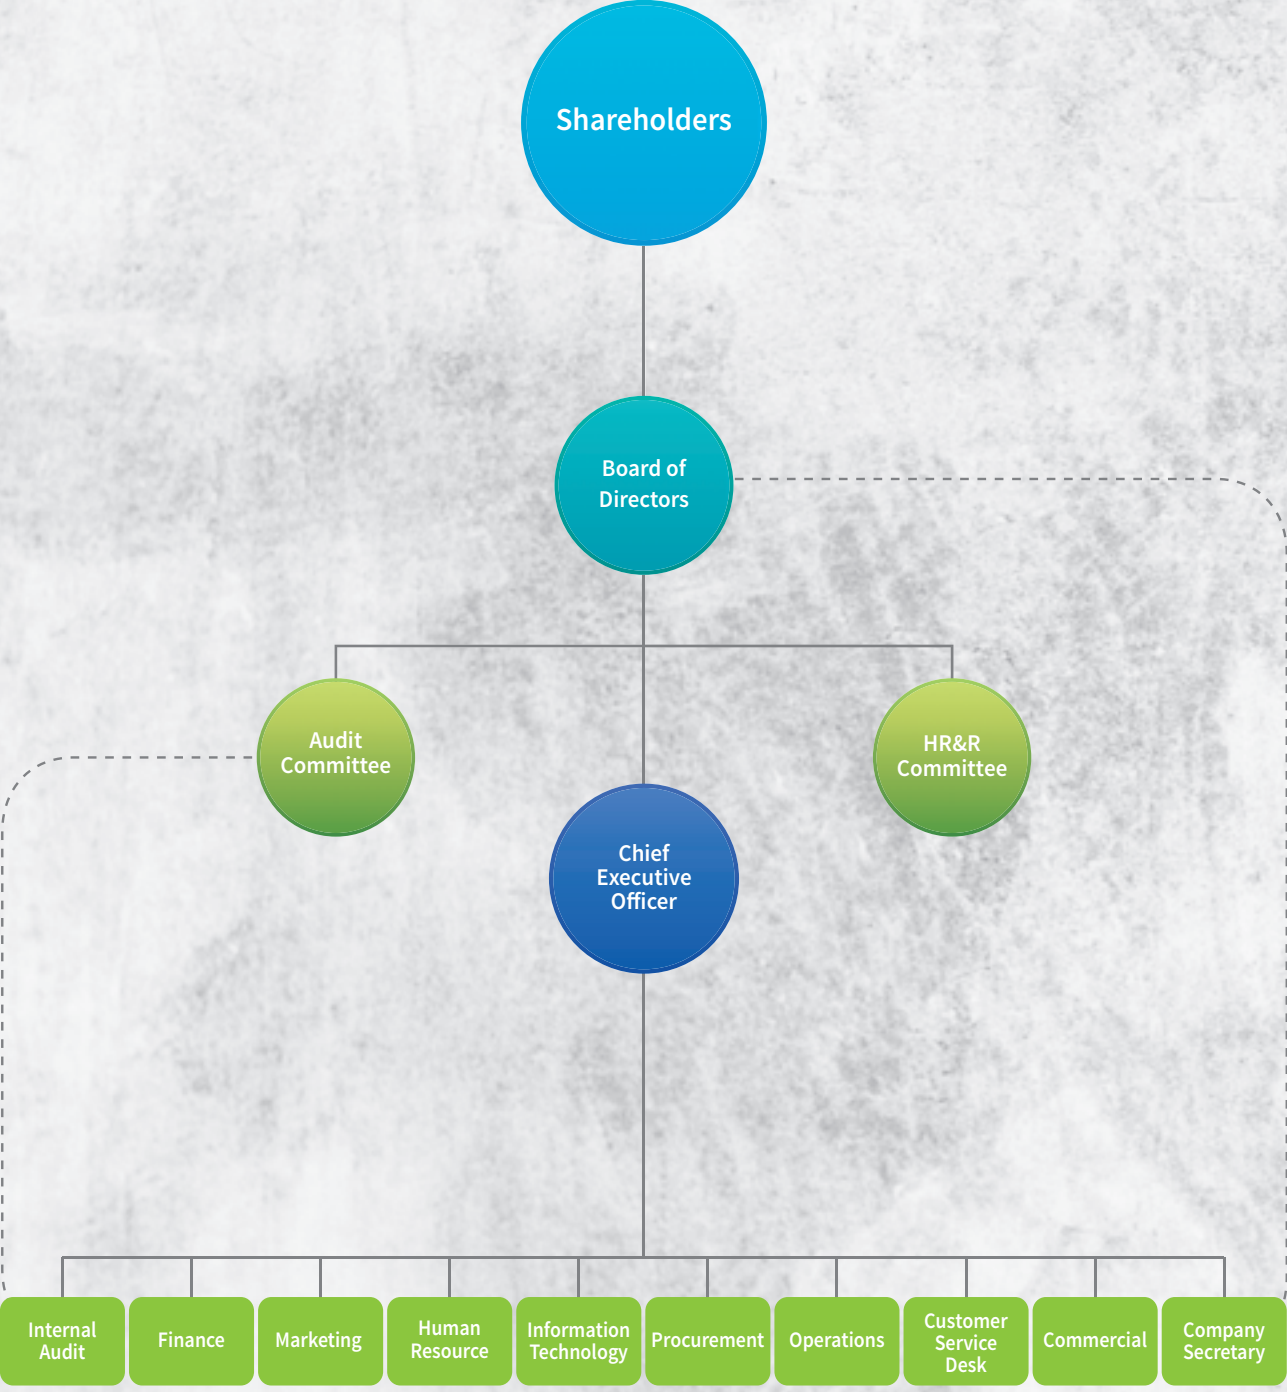 Shareholders
Board of
Directors
Audit
Committee
HR&R
Committee
Chief
Executive
Officer
Internal
Audit
Finance
Marketing
Human
Resource
Information
Technology
Procurement
Operations
Customer
Service
Desk
Commercial
Company
Secretary